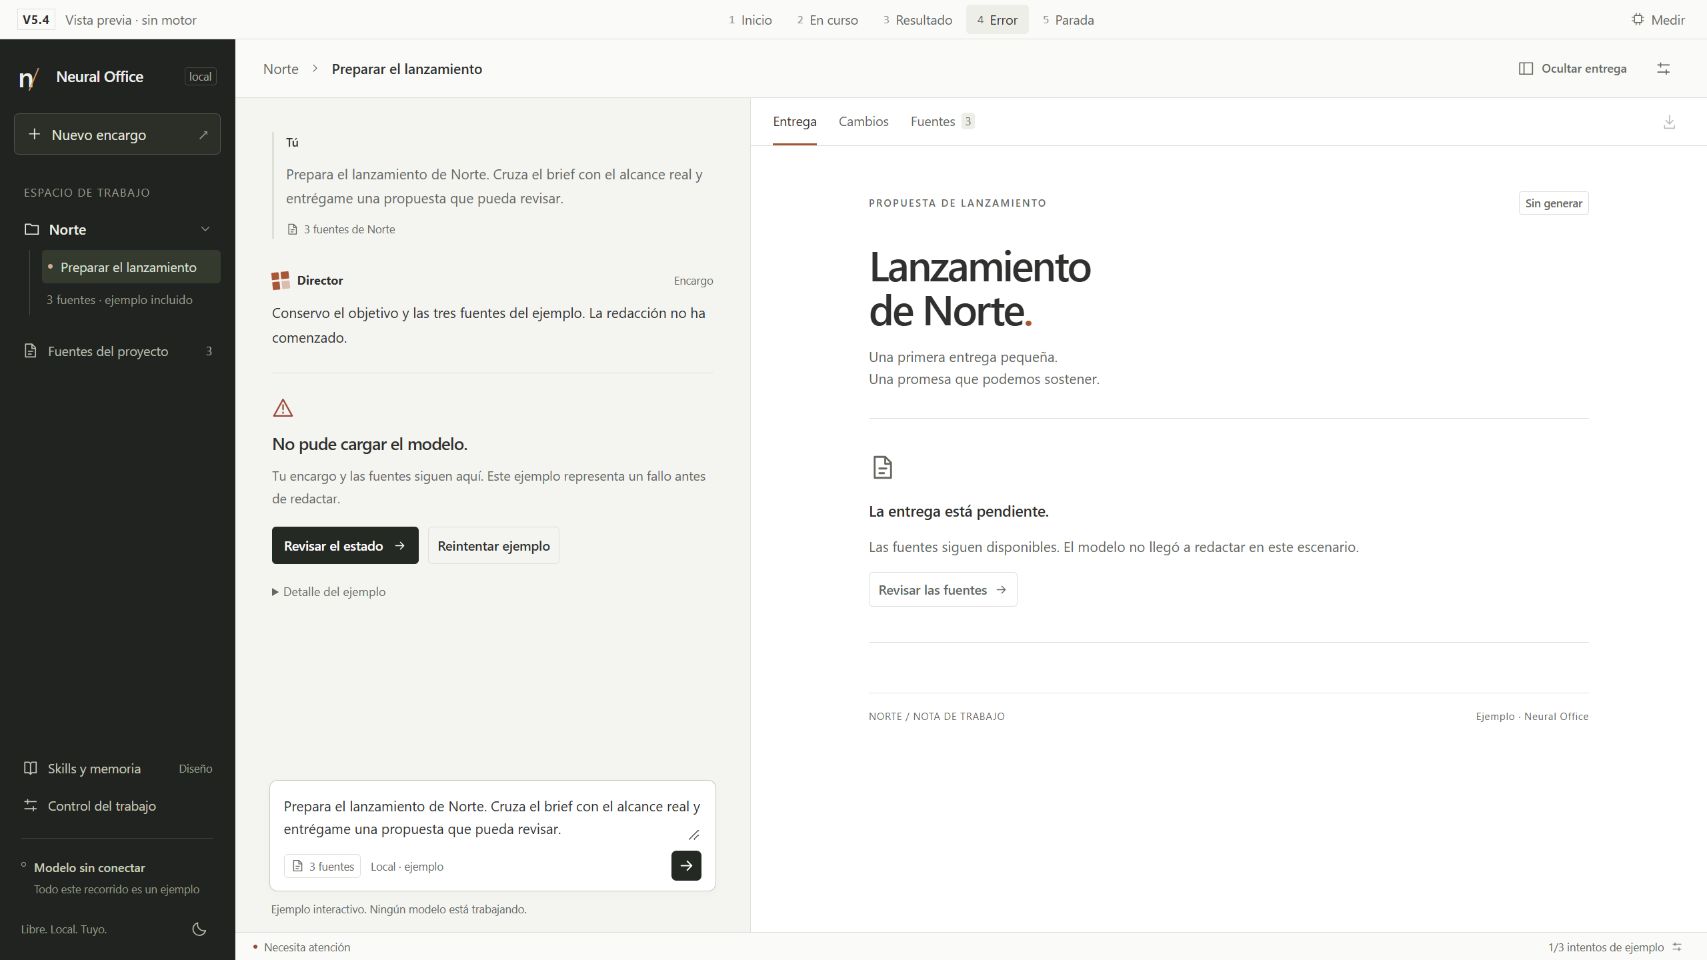 V5.4 Vista previa · sin motor
1 Inicio
2 En curso
3 Resultado
4 Error
5 Parada
Medir
n/ Neural Office local
+ Nuevo encargo
ESPACIO DE TRABAJO
Norte
Preparar el lanzamiento
3 fuentes · ejemplo incluido
Fuentes del proyecto 3
Skills y memoria Diseño
Control del trabajo
Modelo sin conectar
Todo este recorrido es un ejemplo
Libre. Local. Tuyo.
Norte > Preparar el lanzamiento
Ocultar entrega
Tú
Prepara el lanzamiento de Norte. Cruza el brief con el alcance real y
entrégame una propuesta que pueda revisar.
3 fuentes de Norte
Director Encargo
Conservo el objetivo y las tres fuentes del ejemplo. La redacción no ha
comenzado.
No pude cargar el modelo.
Tu encargo y las fuentes siguen aquí. Este ejemplo representa un fallo antes
de redactar.
Revisar el estado →
Reintentar ejemplo
Detalle del ejemplo
Prepara el lanzamiento de Norte. Cruza el brief con el alcance real y
entrégame una propuesta que pueda revisar.
3 fuentes Local · ejemplo
Ejemplo interactivo. Ningún modelo está trabajando.
Entrega
Cambios
Fuentes 3
PROPUESTA DE LANZAMIENTO
Sin generar
Lanzamiento
de Norte.
Una primera entrega pequeña.
Una promesa que podemos sostener.
La entrega está pendiente.
Las fuentes siguen disponibles. El modelo no llegó a redactar en este escenario.
Revisar las fuentes →
NORTE / NOTA DE TRABAJO
Ejemplo · Neural Office
Necesita atención
1/3 intentos de ejemplo